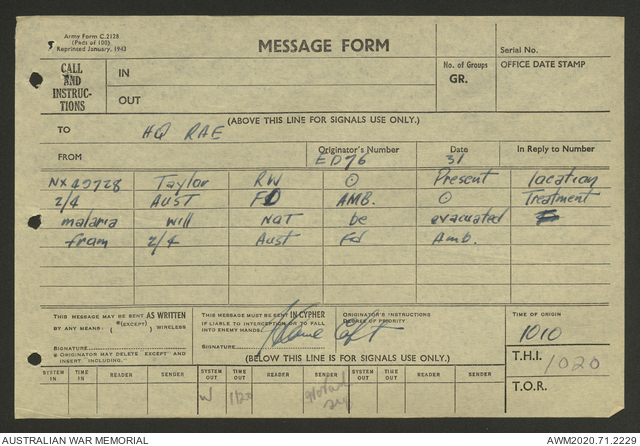 Army Form C.2128
(Pads of 100)
Reprinted January, 1943
MESSAGE FORM
Serial No.
CALL AND INSTRUC-TIONS
IN
OUT
No. of Groups
GR.
OFFICE DATE STAMP
(ABOVE THIS LINE FOR SIGNALS USE ONLY.)
TO HQ RAE
FROM
Originator's Number
ED76
Date
31
In Reply to Number
NX49728 Taylor RW ⊙ Present location
2/4 AUST FD AMB. ⊙ Treatment
malaria will not be evacuated
from 2/4 Aust Fd Amb.
THIS MESSAGE MAY BE SENT AS WRITTEN
BY ANY MEANS. ( *(EXCEPT) ) WIRELESS
SIGNATURE
Originator may delete "EXCEPT" and insert "INCLUDING."
THIS MESSAGE MUST BE SENT IN CYPHER
IF LIABLE TO INTERCEPTION OR TO FALL
INTO ENEMY HANDS.
SIGNATURE Capt
ORIGINATOR'S INSTRUCTIONS
DEGREE OF PRIORITY
TIME OF ORIGIN
1010
(BELOW THIS LINE IS FOR SIGNALS USE ONLY.)
T.H.I. 1020
T.O.R.
SYSTEM IN TIME IN READER SENDER SYSTEM OUT TIME OUT READER SENDER SYSTEM OUT TIME OUT READER SENDER
W
AUSTRALIAN WAR MEMORIAL
AWM2020.71.2229